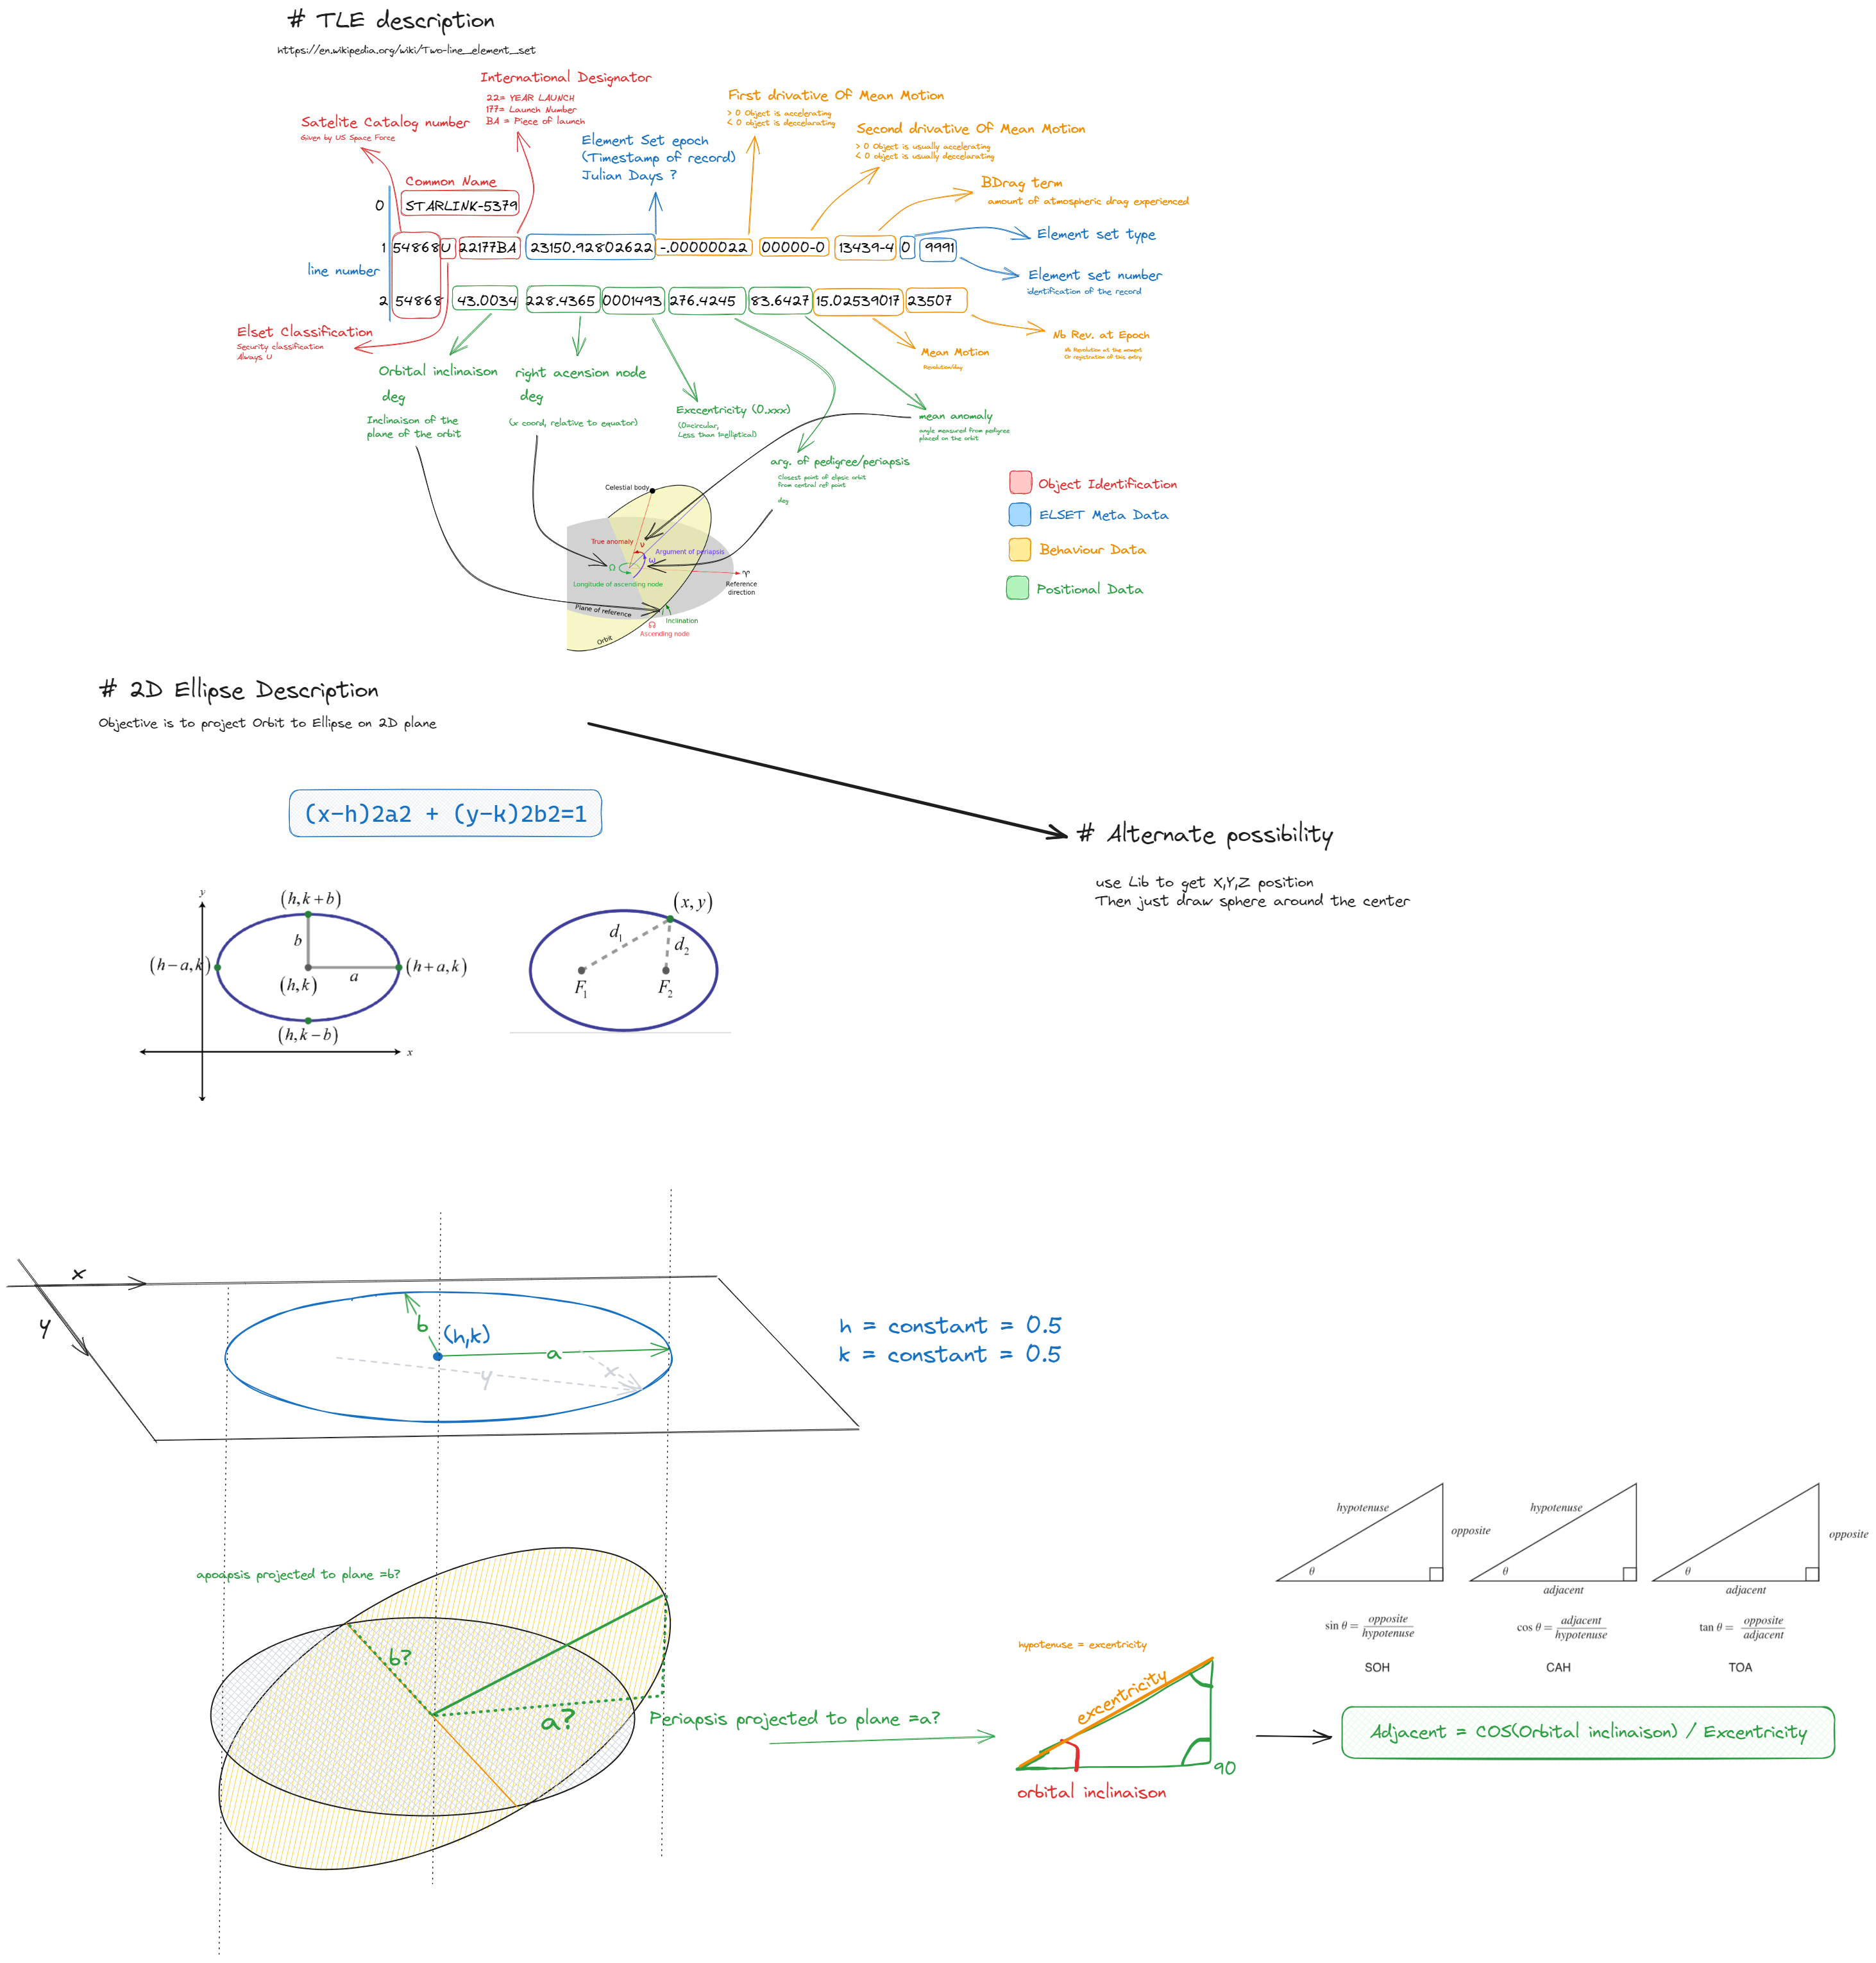 # TLE description
https://en.wikipedia.org/wiki/Two-line_element_set
International Designator
22= YEAR LAUNCH
177= Launch Number
BA = Piece of launch
First drivative Of Mean Motion
> 0 Object is accelerating
< 0 object is deccelarating
Satelite Catalog number
Given by US Space Force
Second drivative Of Mean Motion
> 0 Object is usually accelerating
< 0 object is usually deccelarating
Element Set epoch
(Timestamp of record)
Julian Days ?
Common Name
BDrag term
amount of atmospheric drag experienced
0 STARLINK-5379
1 54868 U 22177BA 23150.92802622 -.00000022 00000-0 13439-4 0 9991
Element set type
line number
Element set number
identification of the record
2 54868 43.0034 228.4365 0001493 276.4245 83.6427 15.02539017 23507
Elset Classification
Security classification
Always U
Nb Rev. at Epoch
Nb Revolution at the moment
Or registration of this entry
Mean Motion
Revolution/day
Orbital inclinaison
deg
Inclinaison of the
plane of the orbit
right acension node
deg
(x coord, relative to equator)
Exccentricity (0.xxx)
(0=circular,
Less than 1=elliptical)
mean anomaly
angle measured from pedigree
placed on the orbit
arg. of pedigree/periapsis
Closest point of elipsic orbit
from central ref point
deg
Object Identification
ELSET Meta Data
Behaviour Data
Positional Data
Celestial body
True anomaly
ν
Argument of periapsis
ω
Ω
Longitude of ascending node
♈
Reference
direction
Plane of reference
Inclination
i
☊
Ascending node
Orbit
# 2D Ellipse Description
Objective is to project Orbit to Ellipse on 2D plane
(x-h)2a2 + (y-k)2b2=1
# Alternate possibility
use Lib to get X,Y,Z position
Then just draw sphere around the center
y
(h,k+b)
b
(h-a,k)
(h,k)
a
(h+a,k)
(h,k-b)
x
(x,y)
d1
d2
F1
F2
x
y
b
(h,k)
a
y
x
h = constant = 0.5
k = constant = 0.5
hypotenuse
opposite
θ
sin θ = opposite/hypotenuse
SOH
hypotenuse
θ
adjacent
cos θ = adjacent/hypotenuse
CAH
opposite
θ
adjacent
tan θ = opposite/adjacent
TOA
apoapsis projected to plane =b?
b?
a?
Periapsis projected to plane =a?
hypotenuse = excentricity
excentricity
90
orbital inclinaison
Adjacent = COS(Orbital inclinaison) / Excentricity